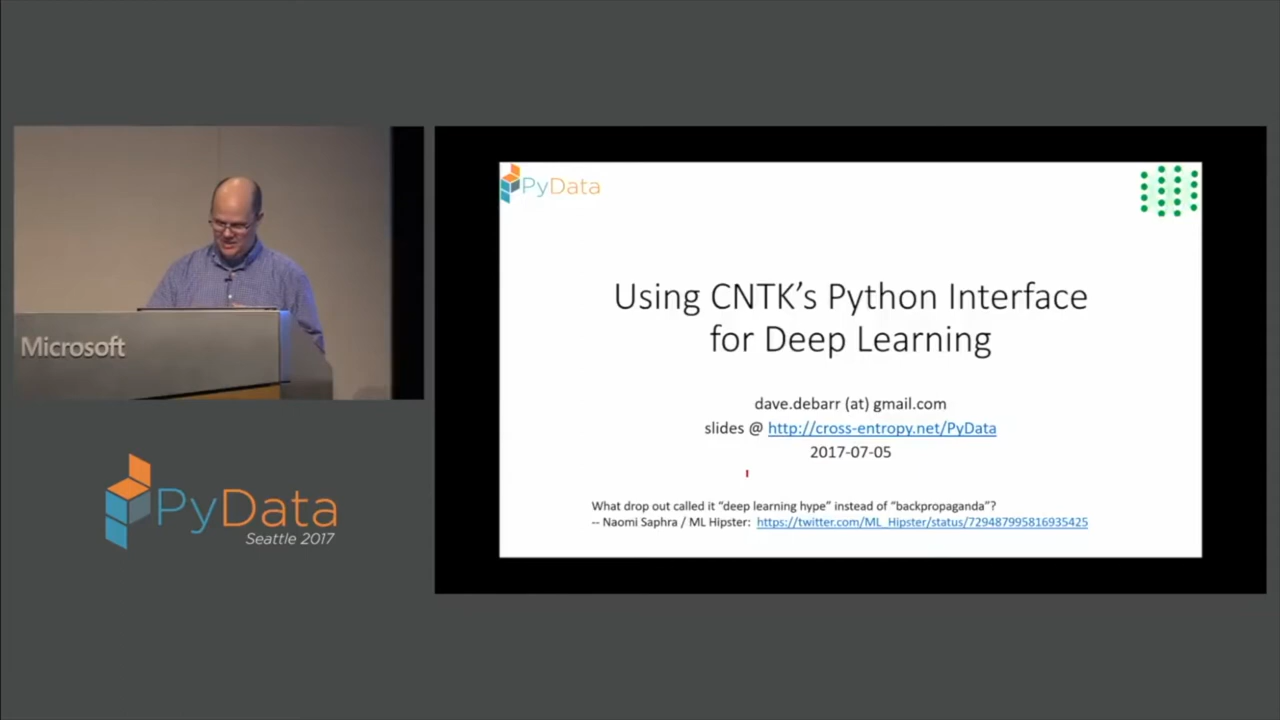 Microsoft
PyData
Seattle 2017
PyData
Using CNTK's Python Interface
for Deep Learning
dave.debarr (at) gmail.com
slides @ http://cross-entropy.net/PyData
2017-07-05
What drop out called it “deep learning hype” instead of “backpropaganda”?
-- Naomi Saphra / ML Hipster: https://twitter.com/ML_Hipster/status/729487995816935425